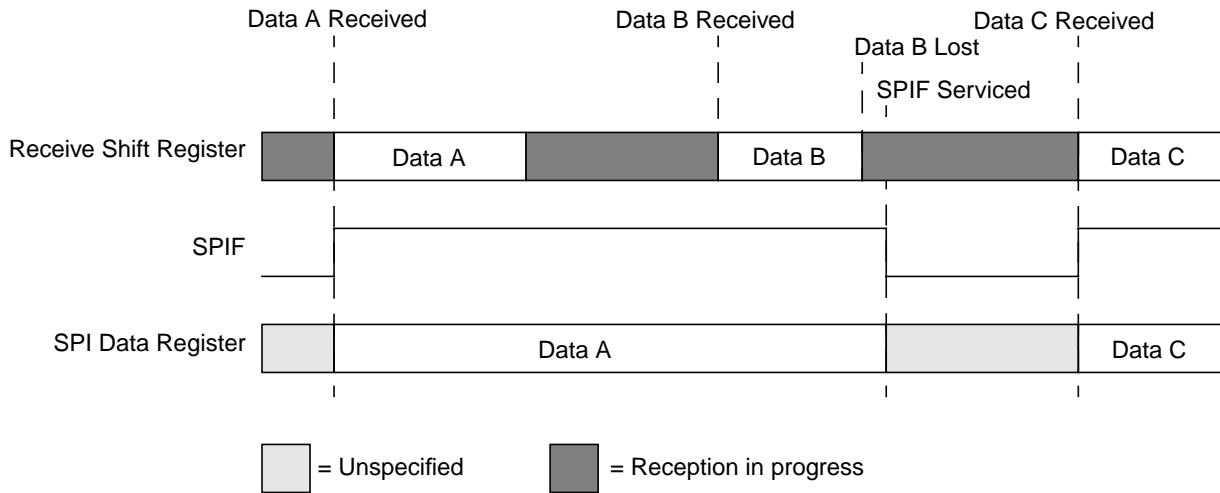 Data A Received
Data B Received
Data C Received
Data B Lost
SPIF Serviced
Receive Shift Register
Data A
Data B
Data C
SPIF
SPI Data Register
Data A
Data C
= Unspecified
= Reception in progress